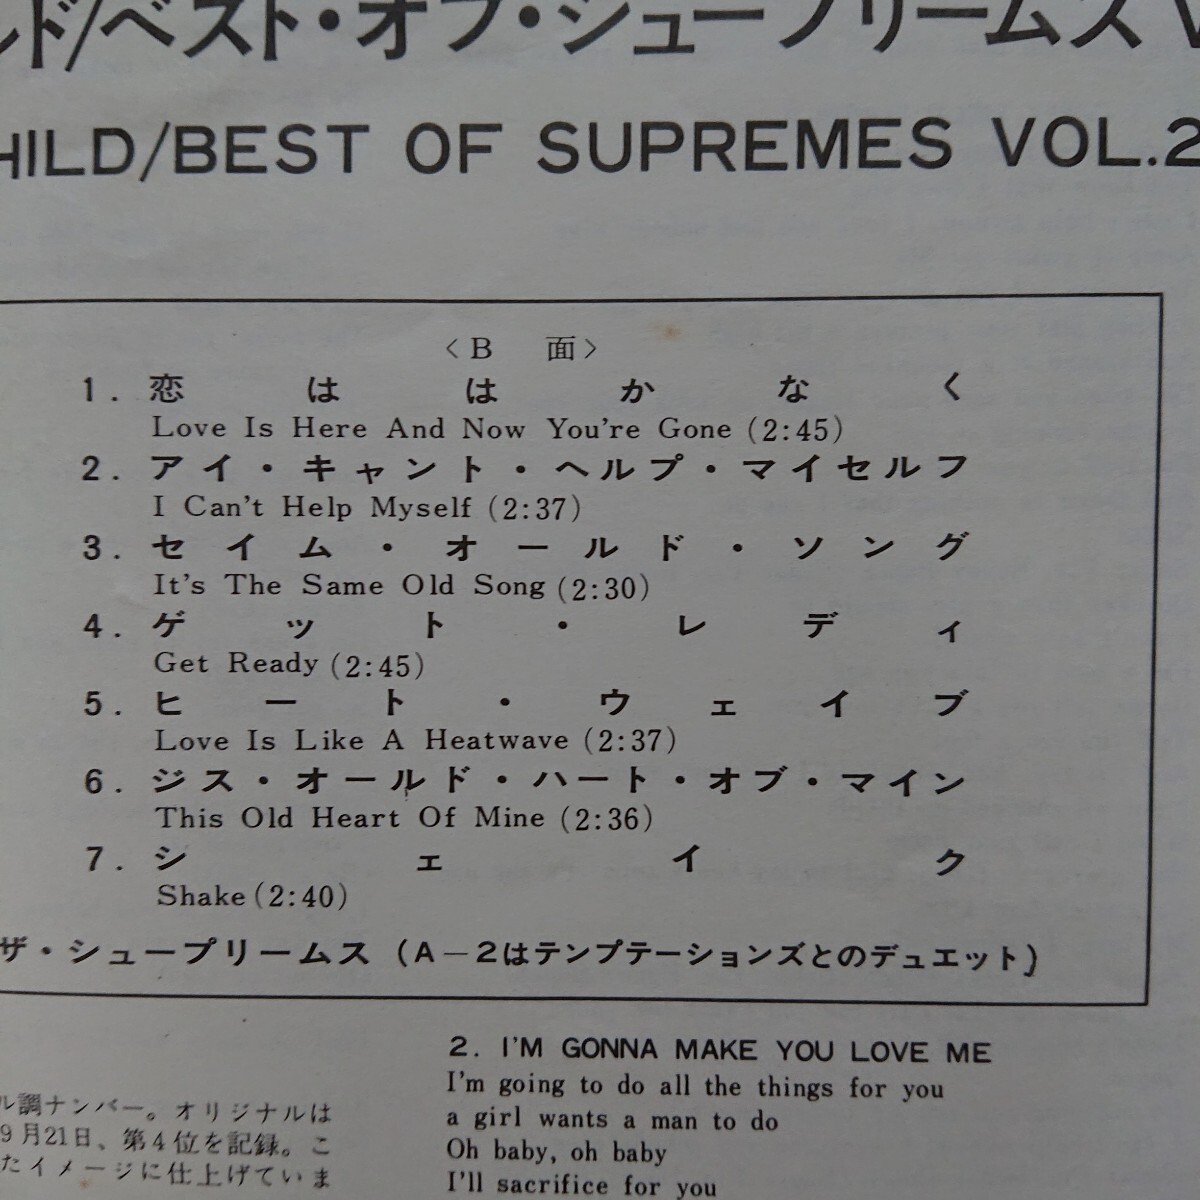 ルド/ベスト・オブ・シュープリームス V
HILD/BEST OF SUPREMES VOL.2
〈B 面〉
1. 恋ははかなく
Love Is Here And Now You're Gone (2:45)
2. アイ・キャント・ヘルプ・マイセルフ
I Can't Help Myself (2:37)
3. セイム・オールド・ソング
It's The Same Old Song (2:30)
4. ゲット・レディ
Get Ready (2:45)
5. ヒート・ウェイブ
Love Is Like A Heatwave (2:37)
6. ジス・オールド・ハート・オブ・マイン
This Old Heart Of Mine (2:36)
7. シェイク
Shake (2:40)
ザ・シュープリームス (A-2はテンプテーションズとのデュエット)
ル調ナンバー。オリジナルは
9月21日、第4位を記録。こ
たイメージに仕上げていま
2. I'M GONNA MAKE YOU LOVE ME
I'm going to do all the things for you
a girl wants a man to do
Oh baby, oh baby
I'll sacrifice for you